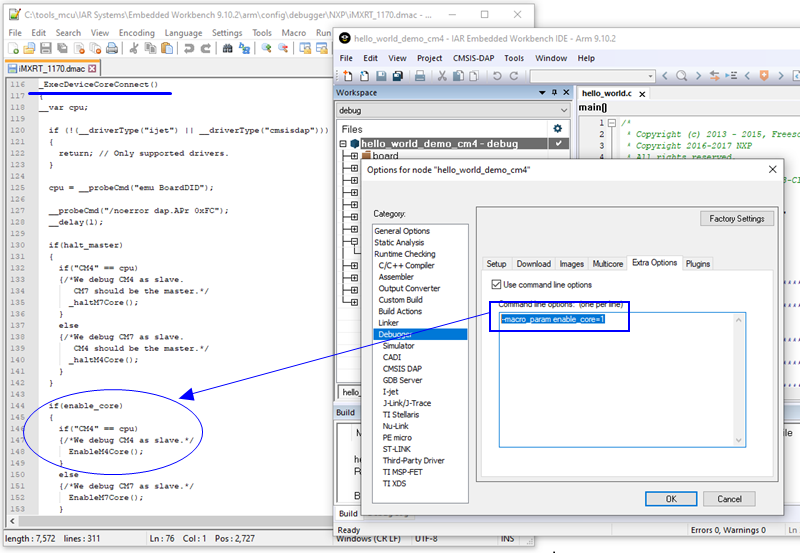 C:\tools_mcu\IAR Systems\Embedded Workbench 9.10.2\arm\config\debugger\NXP\iMXRT_1170.dmac
File Edit Search View Encoding Language Settings Tools Macro Run
iMXRT_1170.dmac
116 _ExecDeviceCoreConnect()
117 {
118 __var cpu;
119
120 if (!(__driverType("ijet") || __driverType("cmsisdap")))
121 {
122 return; // Only supported drivers.
123 }
124
125 cpu = __probeCmd("emu BoardDID");
126
127 __probeCmd("/noerror dap.APr 0xFC");
128 __delay(1);
129
130 if(halt_master)
131 {
132 if("CM4" == cpu)
133 {/*We debug CM4 as slave.
134 CM7 should be the master.*/
135 _haltM7Core();
136 }
137 else
138 {/*We debug CM7 as slave.
139 CM4 should be the master.*/
140 _haltM4Core();
141 }
142 }
143
144 if(enable_core)
145 {
146 if("CM4" == cpu)
147 {/*We debug CM4 as slave.*/
148 EnableM4Core();
149 }
150 else
151 {/*We debug CM7 as slave.*/
152 EnableM7Core();
153 }
length : 7,572 lines : 311 Ln : 76 Col : 1 Pos : 2,727 Windows (CR LF) UTF-8 INS
hello_world_demo_cm4 - IAR Embedded Workbench IDE - Arm 9.10.2
File Edit View Project CMSIS-DAP Tools Window Help
Workspace
debug
Files
hello_world_demo_cm4 - debug
board
hello_world.c
main()
1 /*
* Copyright (c) 2013 - 2015, Freesc
* Copyright 2016-2017 NXP
* All rights reserved
Options for node "hello_world_demo_cm4"
Category:
General Options
Static Analysis
Runtime Checking
C/C++ Compiler
Assembler
Output Converter
Custom Build
Build Actions
Linker
Debugger
Simulator
CADI
CMSIS DAP
GDB Server
I-jet
J-Link/J-Trace
TI Stellaris
Nu-Link
PE micro
ST-LINK
Third-Party Driver
TI MSP-FET
TI XDS
Factory Settings
Setup Download Images Multicore Extra Options Plugins
Use command line options
Command line options: (one per line)
--macro_param enable_core=1
OK Cancel
hello_
Build
Build
Ready
Errors 0, Warnings 0
Ln